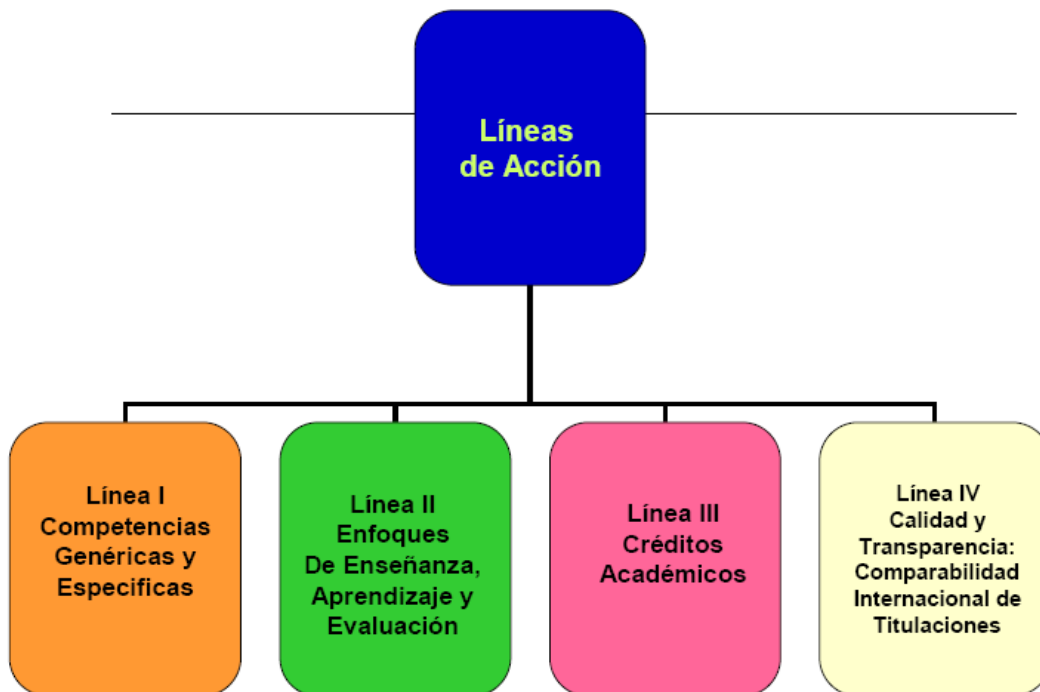 Líneas
de Acción
Línea I
Competencias
Genéricas y
Especificas
Línea II
Enfoques
De Enseñanza,
Aprendizaje y
Evaluación
Línea III
Créditos
Académicos
Línea IV
Calidad y
Transparencia:
Comparabilidad
Internacional de
Titulaciones